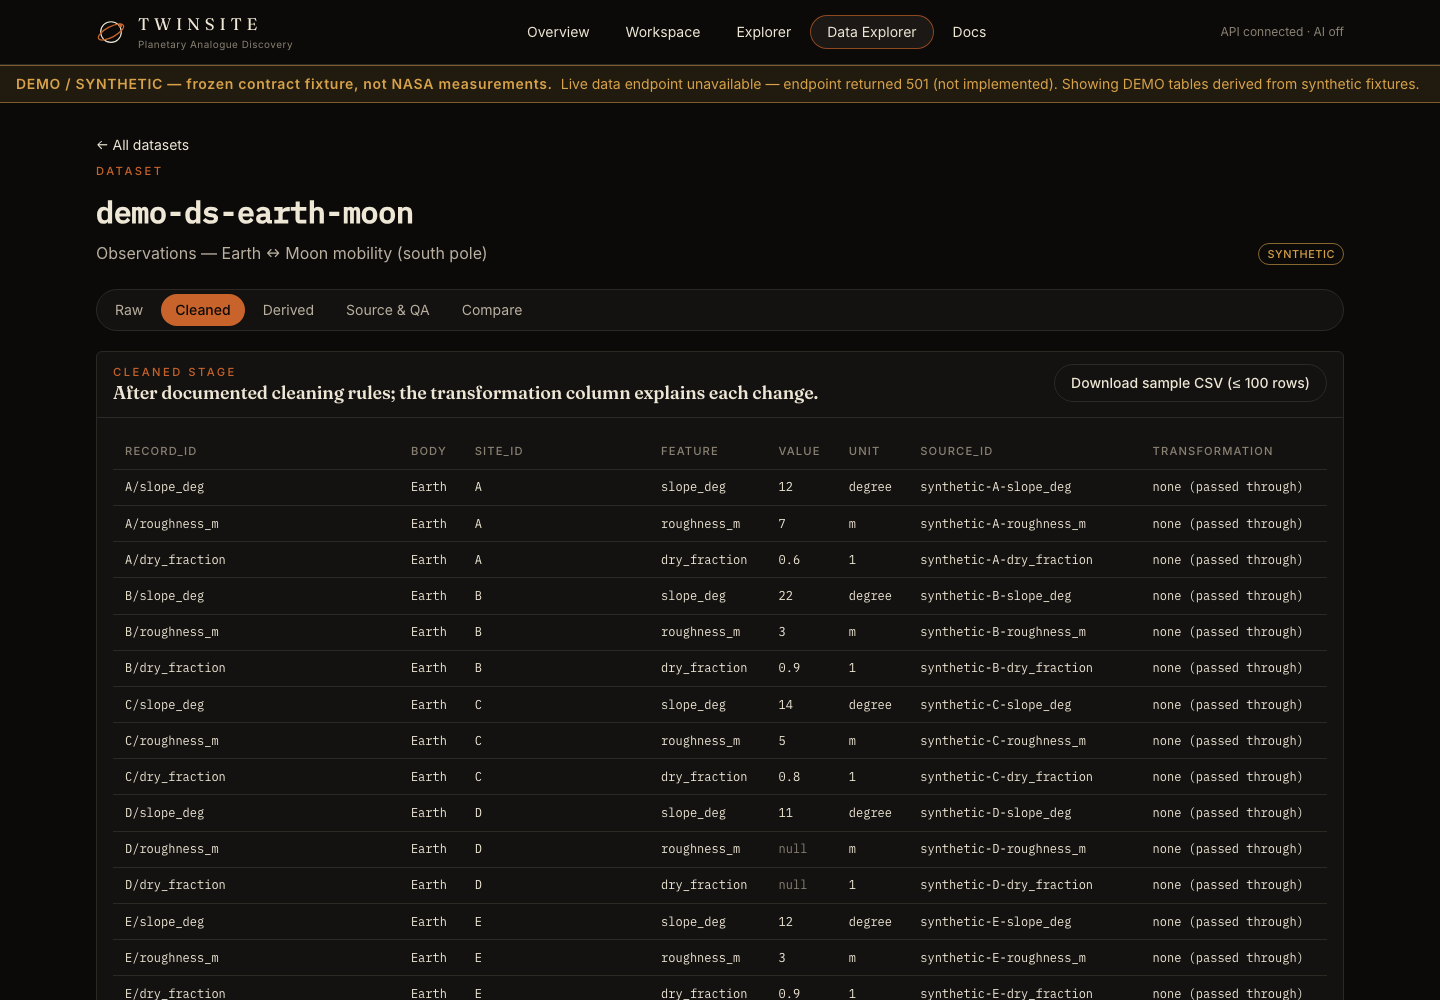 TWINSITE
Planetary Analogue Discovery
Overview Workspace Explorer Data Explorer Docs
API connected · AI off
DEMO / SYNTHETIC — frozen contract fixture, not NASA measurements. Live data endpoint unavailable — endpoint returned 501 (not implemented). Showing DEMO tables derived from synthetic fixtures.
← All datasets
DATASET
demo-ds-earth-moon
Observations — Earth ↔ Moon mobility (south pole)
SYNTHETIC
Raw Cleaned Derived Source & QA Compare
CLEANED STAGE
After documented cleaning rules; the transformation column explains each change.
Download sample CSV (≤ 100 rows)
RECORD_ID BODY SITE_ID FEATURE VALUE UNIT SOURCE_ID TRANSFORMATION
A/slope_deg Earth A slope_deg 12 degree synthetic-A-slope_deg none (passed through)
A/roughness_m Earth A roughness_m 7 m synthetic-A-roughness_m none (passed through)
A/dry_fraction Earth A dry_fraction 0.6 1 synthetic-A-dry_fraction none (passed through)
B/slope_deg Earth B slope_deg 22 degree synthetic-B-slope_deg none (passed through)
B/roughness_m Earth B roughness_m 3 m synthetic-B-roughness_m none (passed through)
B/dry_fraction Earth B dry_fraction 0.9 1 synthetic-B-dry_fraction none (passed through)
C/slope_deg Earth C slope_deg 14 degree synthetic-C-slope_deg none (passed through)
C/roughness_m Earth C roughness_m 5 m synthetic-C-roughness_m none (passed through)
C/dry_fraction Earth C dry_fraction 0.8 1 synthetic-C-dry_fraction none (passed through)
D/slope_deg Earth D slope_deg 11 degree synthetic-D-slope_deg none (passed through)
D/roughness_m Earth D roughness_m null m synthetic-D-roughness_m none (passed through)
D/dry_fraction Earth D dry_fraction null 1 synthetic-D-dry_fraction none (passed through)
E/slope_deg Earth E slope_deg 12 degree synthetic-E-slope_deg none (passed through)
E/roughness_m Earth E roughness_m 3 m synthetic-E-roughness_m none (passed through)
E/dry_fraction Earth E dry_fraction 0.9 1 synthetic-E-dry_fraction none (passed through)